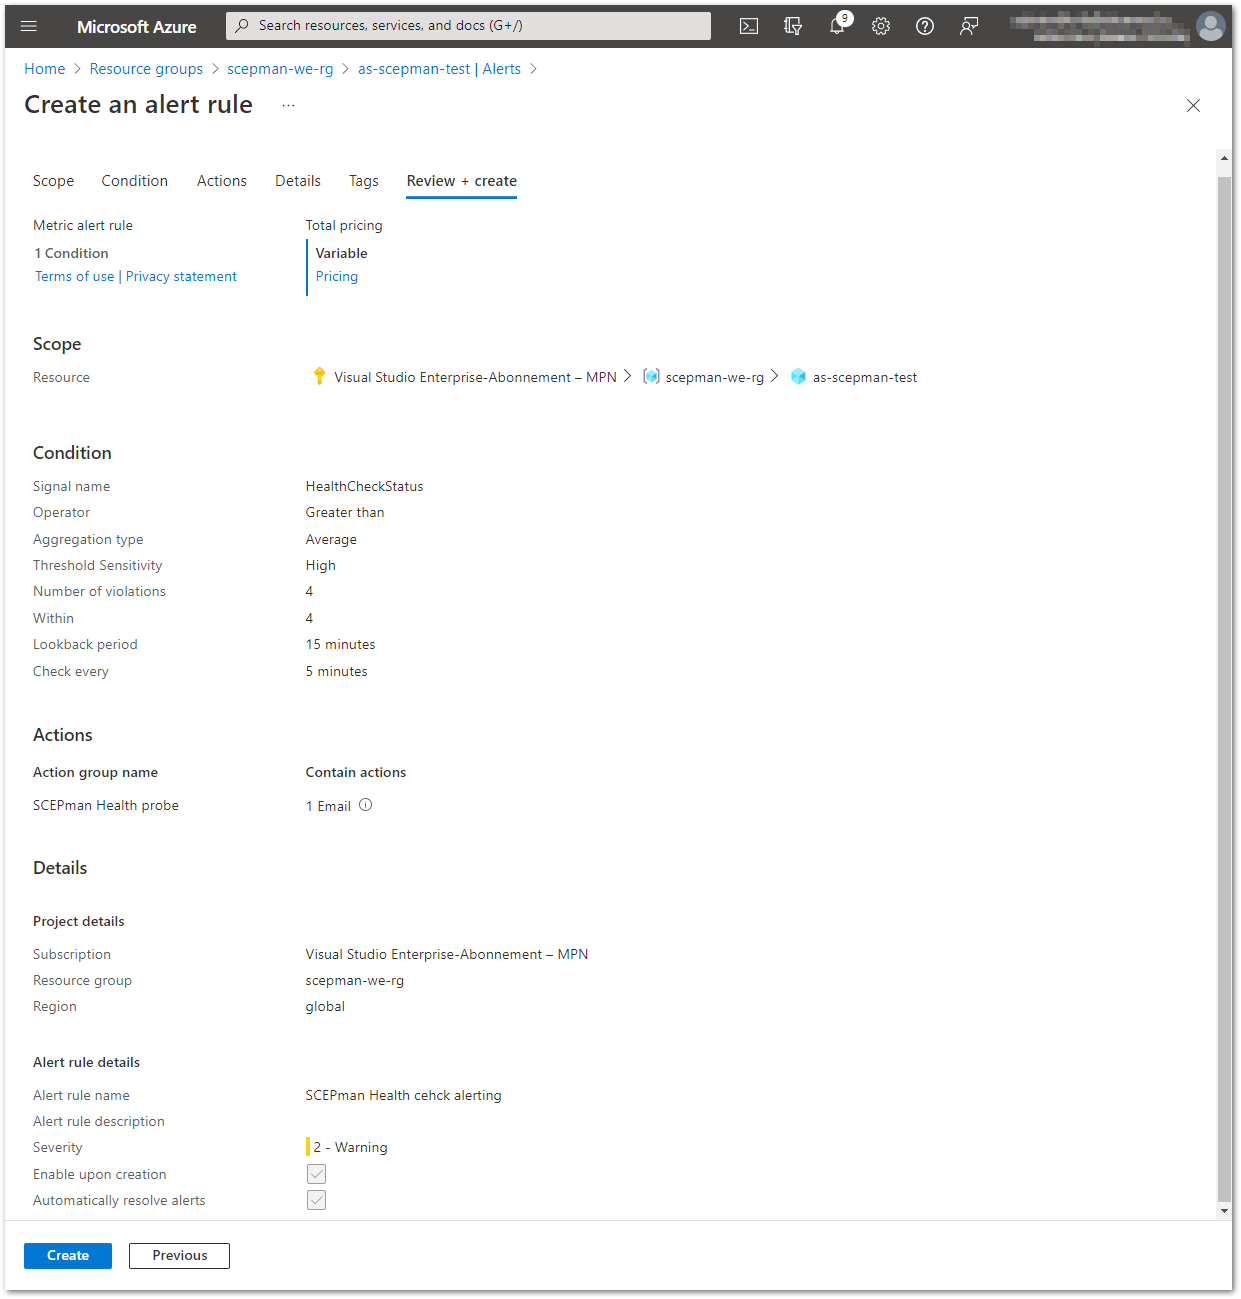 Microsoft Azure
Search resources, services, and docs (G+/)
9
Home > Resource groups > scepman-we-rg > as-scepman-test | Alerts >
Create an alert rule ...
Scope Condition Actions Details Tags Review + create
Metric alert rule Total pricing
1 Condition Variable
Terms of use | Privacy statement Pricing
Scope
Resource Visual Studio Enterprise-Abonnement – MPN > scepman-we-rg > as-scepman-test
Condition
Signal name HealthCheckStatus
Operator Greater than
Aggregation type Average
Threshold Sensitivity High
Number of violations 4
Within 4
Lookback period 15 minutes
Check every 5 minutes
Actions
Action group name Contain actions
SCEPman Health probe 1 Email
Details
Project details
Subscription Visual Studio Enterprise-Abonnement – MPN
Resource group scepman-we-rg
Region global
Alert rule details
Alert rule name SCEPman Health cehck alerting
Alert rule description
Severity 2 - Warning
Enable upon creation
Automatically resolve alerts
Create Previous